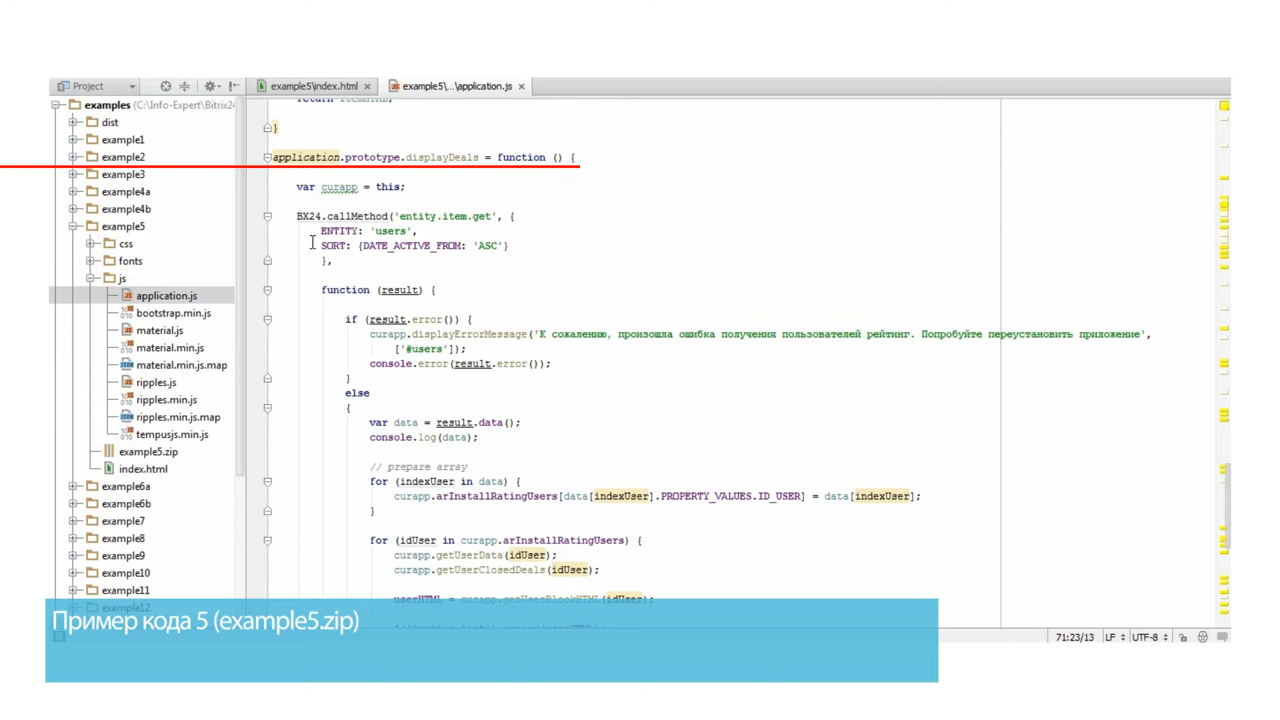 Project
example5\index.html
example5\...\application.js
examples (C:\Info-Expert\Bitrix24
dist
example1
example2
example3
example4a
example4b
example5
css
fonts
js
application.js
bootstrap.min.js
material.js
material.min.js
material.min.js.map
ripples.js
ripples.min.js
ripples.min.js.map
tempusjs.min.js
example5.zip
index.html
example6a
example6b
example7
example8
example9
example10
example11
example12
}
application.prototype.displayDeals = function () {
var curapp = this;
BX24.callMethod('entity.item.get', {
ENTITY: 'users',
SORT: {DATE_ACTIVE_FROM: 'ASC'}
},
function (result) {
if (result.error()) {
curapp.displayErrorMessage('К сожалению, произошла ошибка получения пользователей рейтинг. Попробуйте переустановить приложение',
['#users']);
console.error(result.error());
}
else
{
var data = result.data();
console.log(data);
// prepare array
for (indexUser in data) {
curapp.arInstallRatingUsers[data[indexUser].PROPERTY_VALUES.ID_USER] = data[indexUser];
}
for (idUser in curapp.arInstallRatingUsers) {
curapp.getUserData(idUser);
curapp.getUserClosedDeals(idUser);
userHTML = curapp.getUserBlockHTML(idUser);
Пример кода 5 (example5.zip)
71:23/13 LF UTF-8